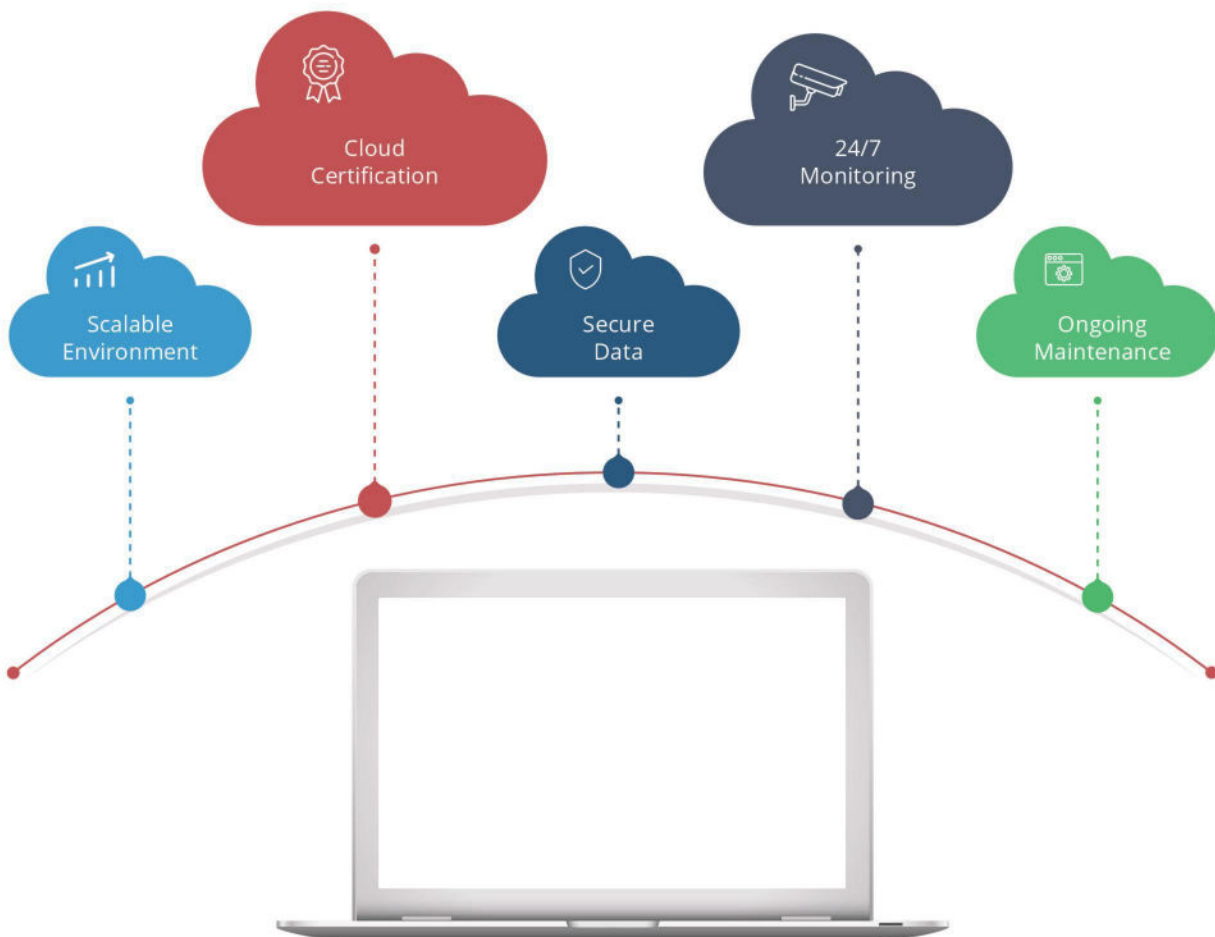 Cloud
Certification
24/7
Monitoring
Scalable
Environment
Secure
Data
Ongoing
Maintenance